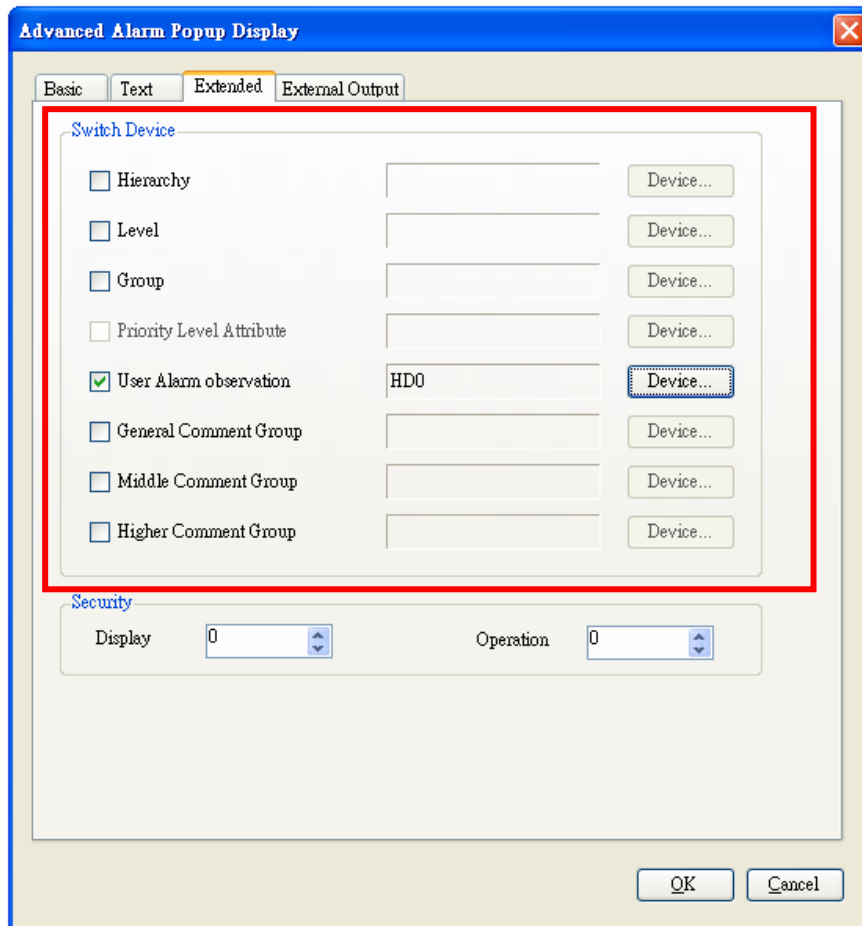 Advanced Alarm Popup Display
Basic Text Extended External Output
Switch Device
Hierarchy Device...
Level Device...
Group Device...
Priority Level Attribute Device...
User Alarm observation HD0 Device...
General Comment Group Device...
Middle Comment Group Device...
Higher Comment Group Device...
Security
Display 0 Operation 0
OK Cancel